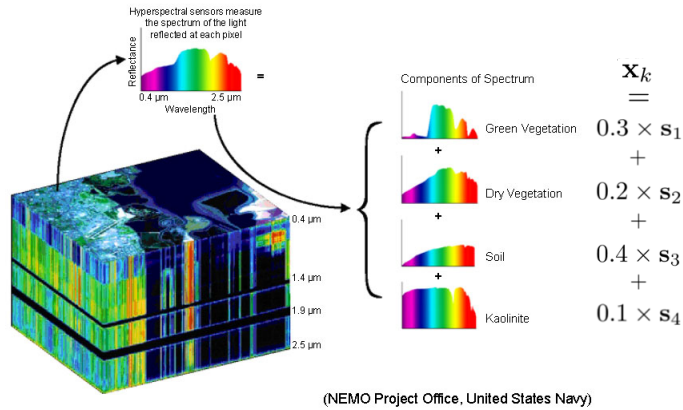 Hyperspectral sensors measure
the spectrum of the light
reflected at each pixel
Reflectance
=
0.4 µm 2.5 µm
Wavelength
Components of Spectrum
Green Vegetation
+
Dry Vegetation
+
Soil
+
Kaolinite
x_k
=
0.3 × s_1
+
0.2 × s_2
+
0.4 × s_3
+
0.1 × s_4
0.4 µm
1.4 µm
1.9 µm
2.5 µm
(NEMO Project Office, United States Navy)